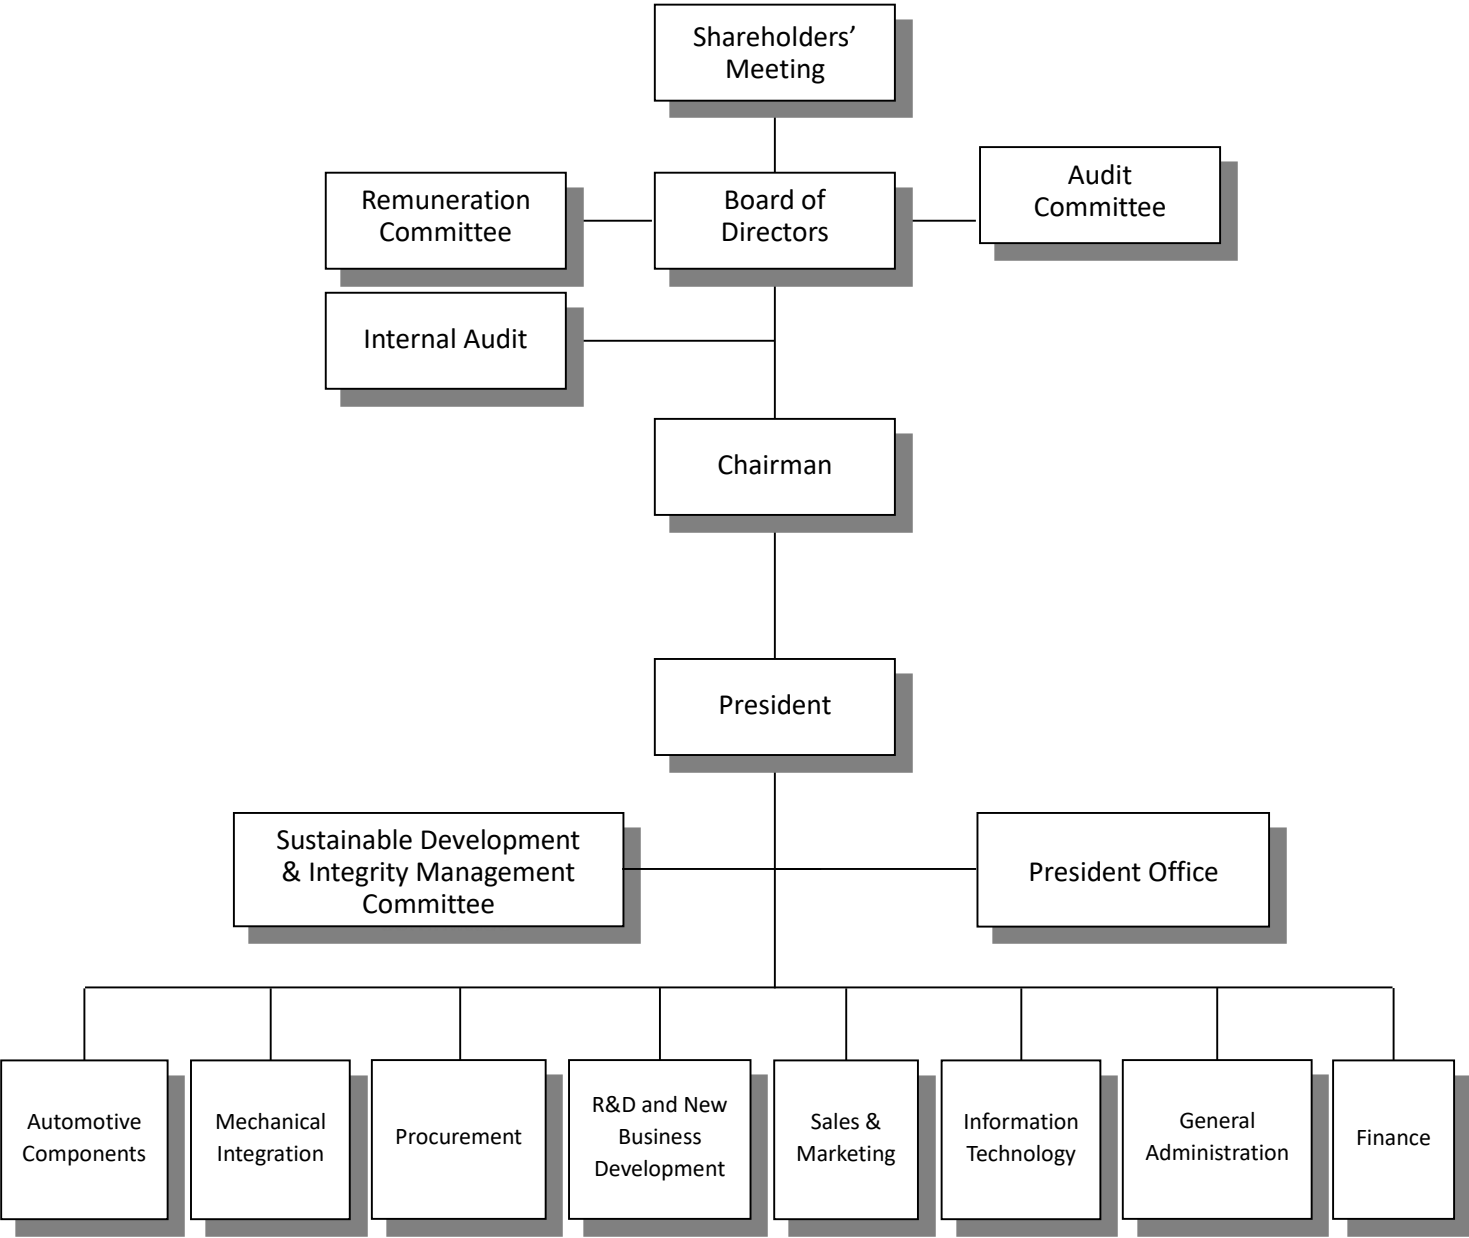 Shareholders’
Meeting
Remuneration
Committee
Board of
Directors
Audit
Committee
Internal Audit
Chairman
President
Sustainable Development
& Integrity Management
Committee
President Office
Automotive
Components
Mechanical
Integration
Procurement
R&D and New
Business
Development
Sales &
Marketing
Information
Technology
General
Administration
Finance